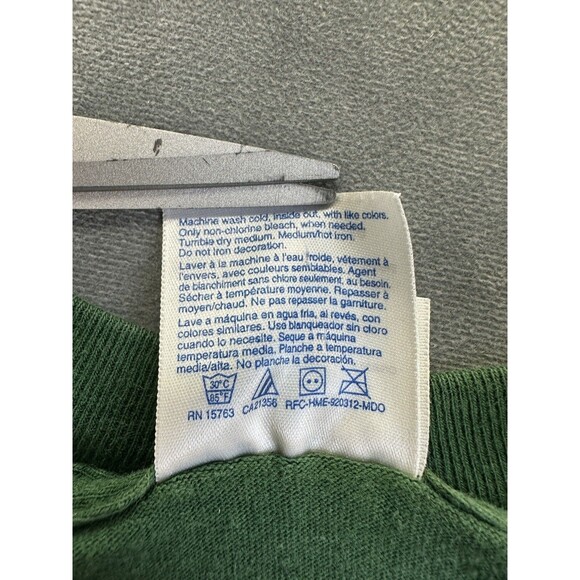 Machine wash cold, inside out, with like colors.
Only non-chlorine bleach, when needed.
Tumble dry medium. Medium/hot iron.
Do not iron decoration.
Laver à la machine à l'eau froide, vêtement à
l'envers, avec couleurs semblables. Agent
de blanchiment sans chlore seulement, au besoin.
Sécher à température moyenne. Repasser à
moyen/chaud. Ne pas repasser la garniture.
Lave a máquina en agua fria, al revés, con
colores similares. Use blanqueador sin cloro
cuando lo necesite. Seque a máquina
temperatura media. Planche a temperatura
media/alta. No planche la decoración.
30°C
85°F
RN 15763 CA21356 RFC-HME-920312-MDO